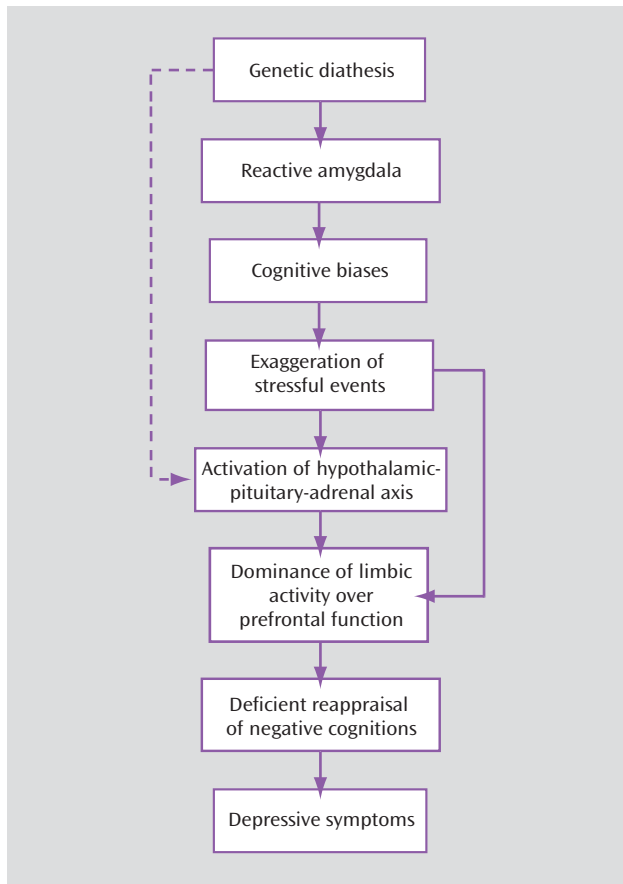 Genetic diathesis
Reactive amygdala
Cognitive biases
Exaggeration of
stressful events
Activation of hypothalamic-
pituitary-adrenal axis
Dominance of limbic
activity over
prefrontal function
Deficient reappraisal
of negative cognitions
Depressive symptoms